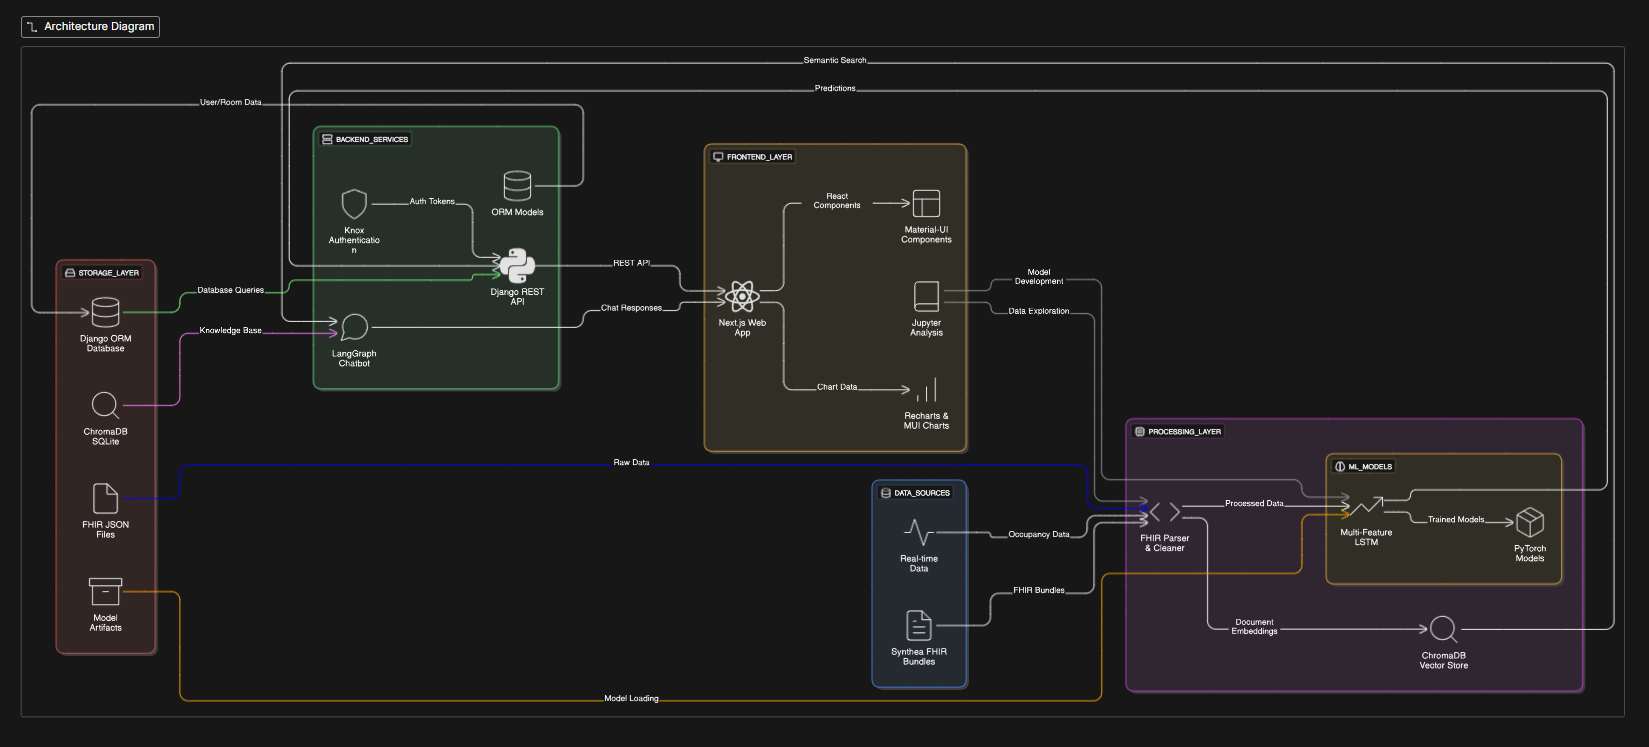 Architecture Diagram
Semantic Search
Predictions
User/Room Data
BACKEND_SERVICES
Knox
Authenticatio
n
Auth Tokens
ORM Models
Django REST
API
LangGraph
Chatbot
STORAGE_LAYER
Django ORM
Database
ChromaDB
SQLite
FHIR JSON
Files
Model
Artifacts
Database Queries
Knowledge Base
REST API
Chat Responses
FRONTEND_LAYER
Next.js Web
App
React
Components
Material-UI
Components
Jupyter
Analysis
Chart Data
Recharts &
MUI Charts
Model
Development
Data Exploration
Raw Data
DATA_SOURCES
Real-time
Data
Synthea FHIR
Bundles
Occupancy Data
FHIR Bundles
Model Loading
PROCESSING_LAYER
FHIR Parser
& Cleaner
Processed Data
ML_MODELS
Multi-Feature
LSTM
Trained Models
PyTorch
Models
Document
Embeddings
ChromaDB
Vector Store